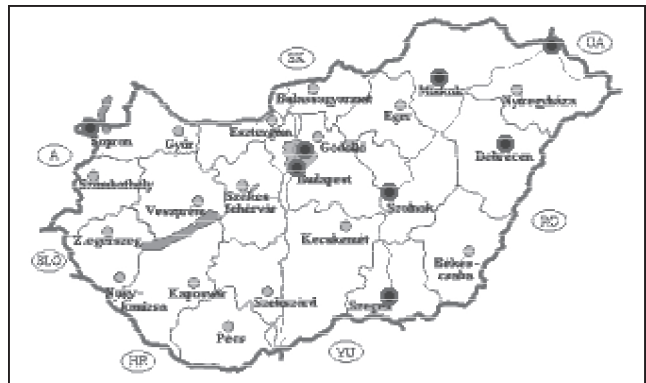 SK
UA
Balassagyarmat
Miskolc
Nyíregyháza
Eger
Esztergom
Sopron
Győr
Gödöllő
Debrecen
A
Budapest
Szombathely
Székes-
fehérvár
Szolnok
Veszprém
RO
Zegerszeg
Kecskemét
SLO
Békés-
csaba
Nagy-
kanizsa
Kaposvár
Szekszárd
Szeged
Pécs
HR
YU